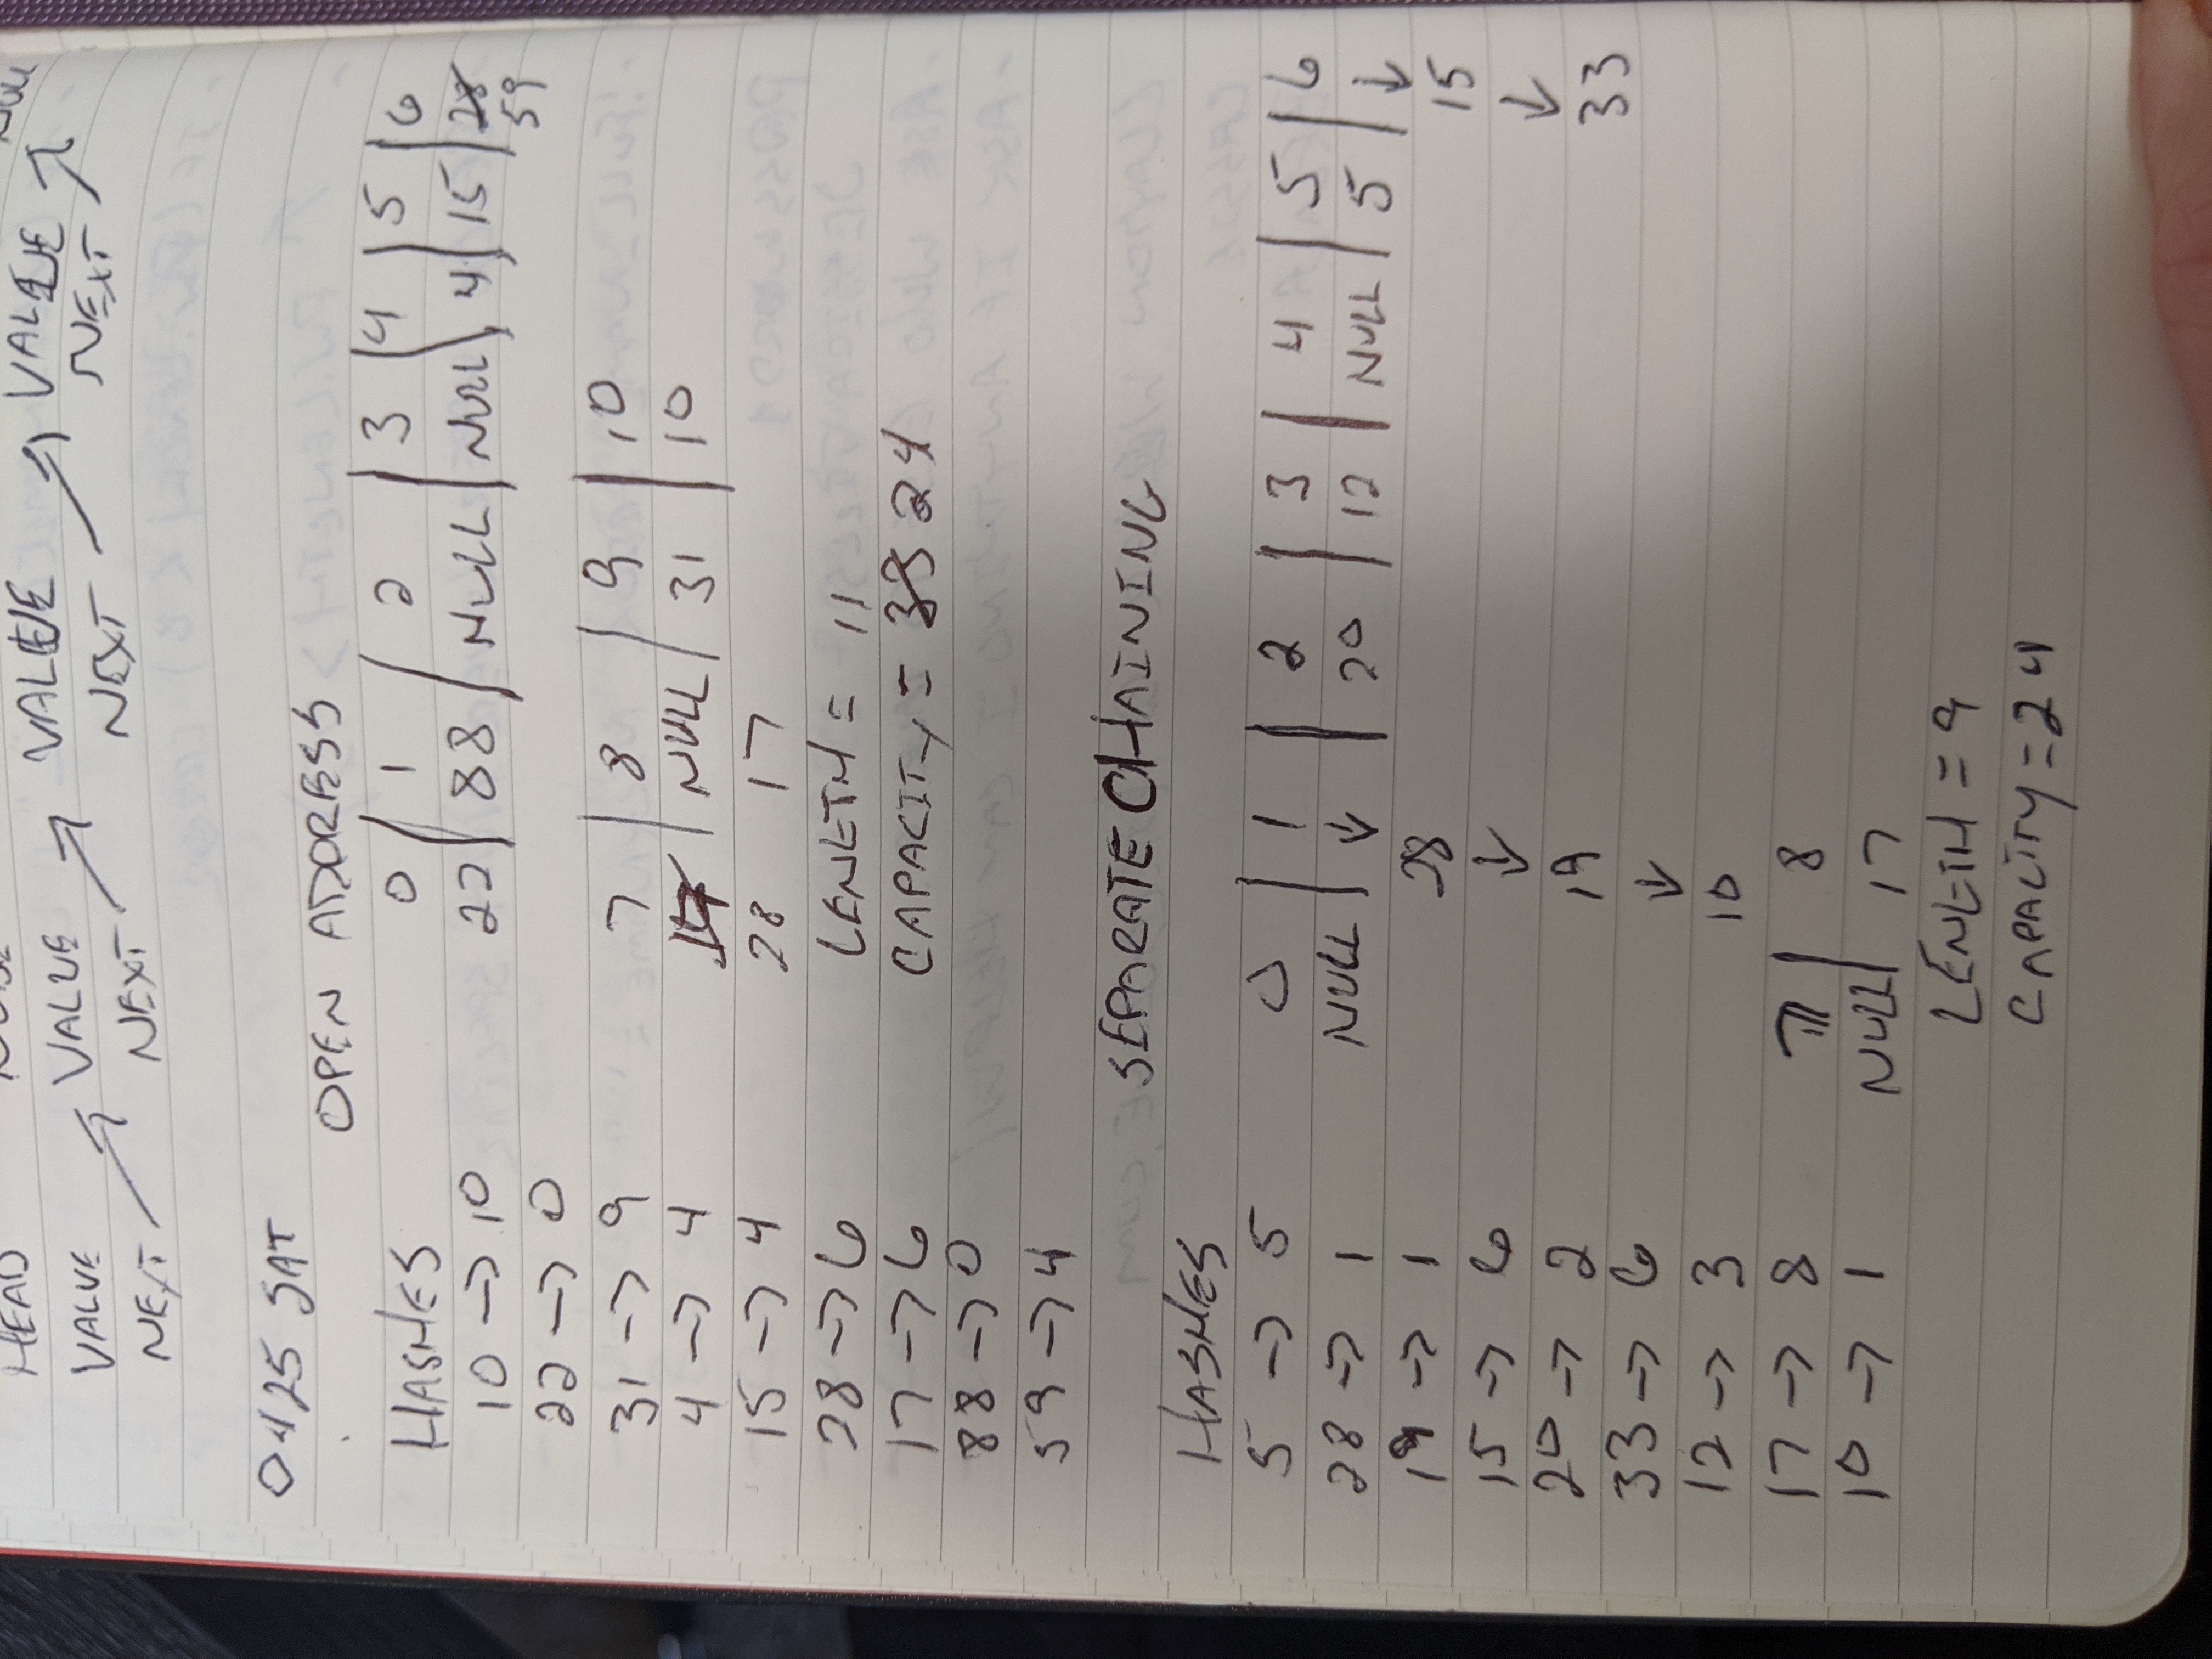 HEAD
VALUE VALUE VALUE VALUE NULL
NEXT NEXT NEXT NEXT
0425 SAT
OPEN ADDRESS
HASHES 0 | 1 | 2 | 3 | 4 | 5 | 6
10 → 10 22 | 88 | NULL | NULL | 4 | 15 | 28
59
22 → 0
31 → 9 7 | 8 | 9 | 10
4 → 4 17 | NULL | 31 | 10
15 → 4 28 17
28 → 6 LENGTH = 11
17 → 6 CAPACITY = 33 24
88 → 0
59 → 4
SEPARATE CHAINING
HASHES
5 → 5 0 | 1 | 2 | 3 | 4 | 5 | 6
28 → 1 NULL | ↓ | 20 | 12 | NULL | 5 | ↓
19 → 1 28 15
15 → 6 ↓ ↓
20 → 2 19 33
33 → 6 ↓
12 → 3 10
17 → 8 7 | 8
10 → 1 NULL | 17
LENGTH = 9
CAPACITY = 24